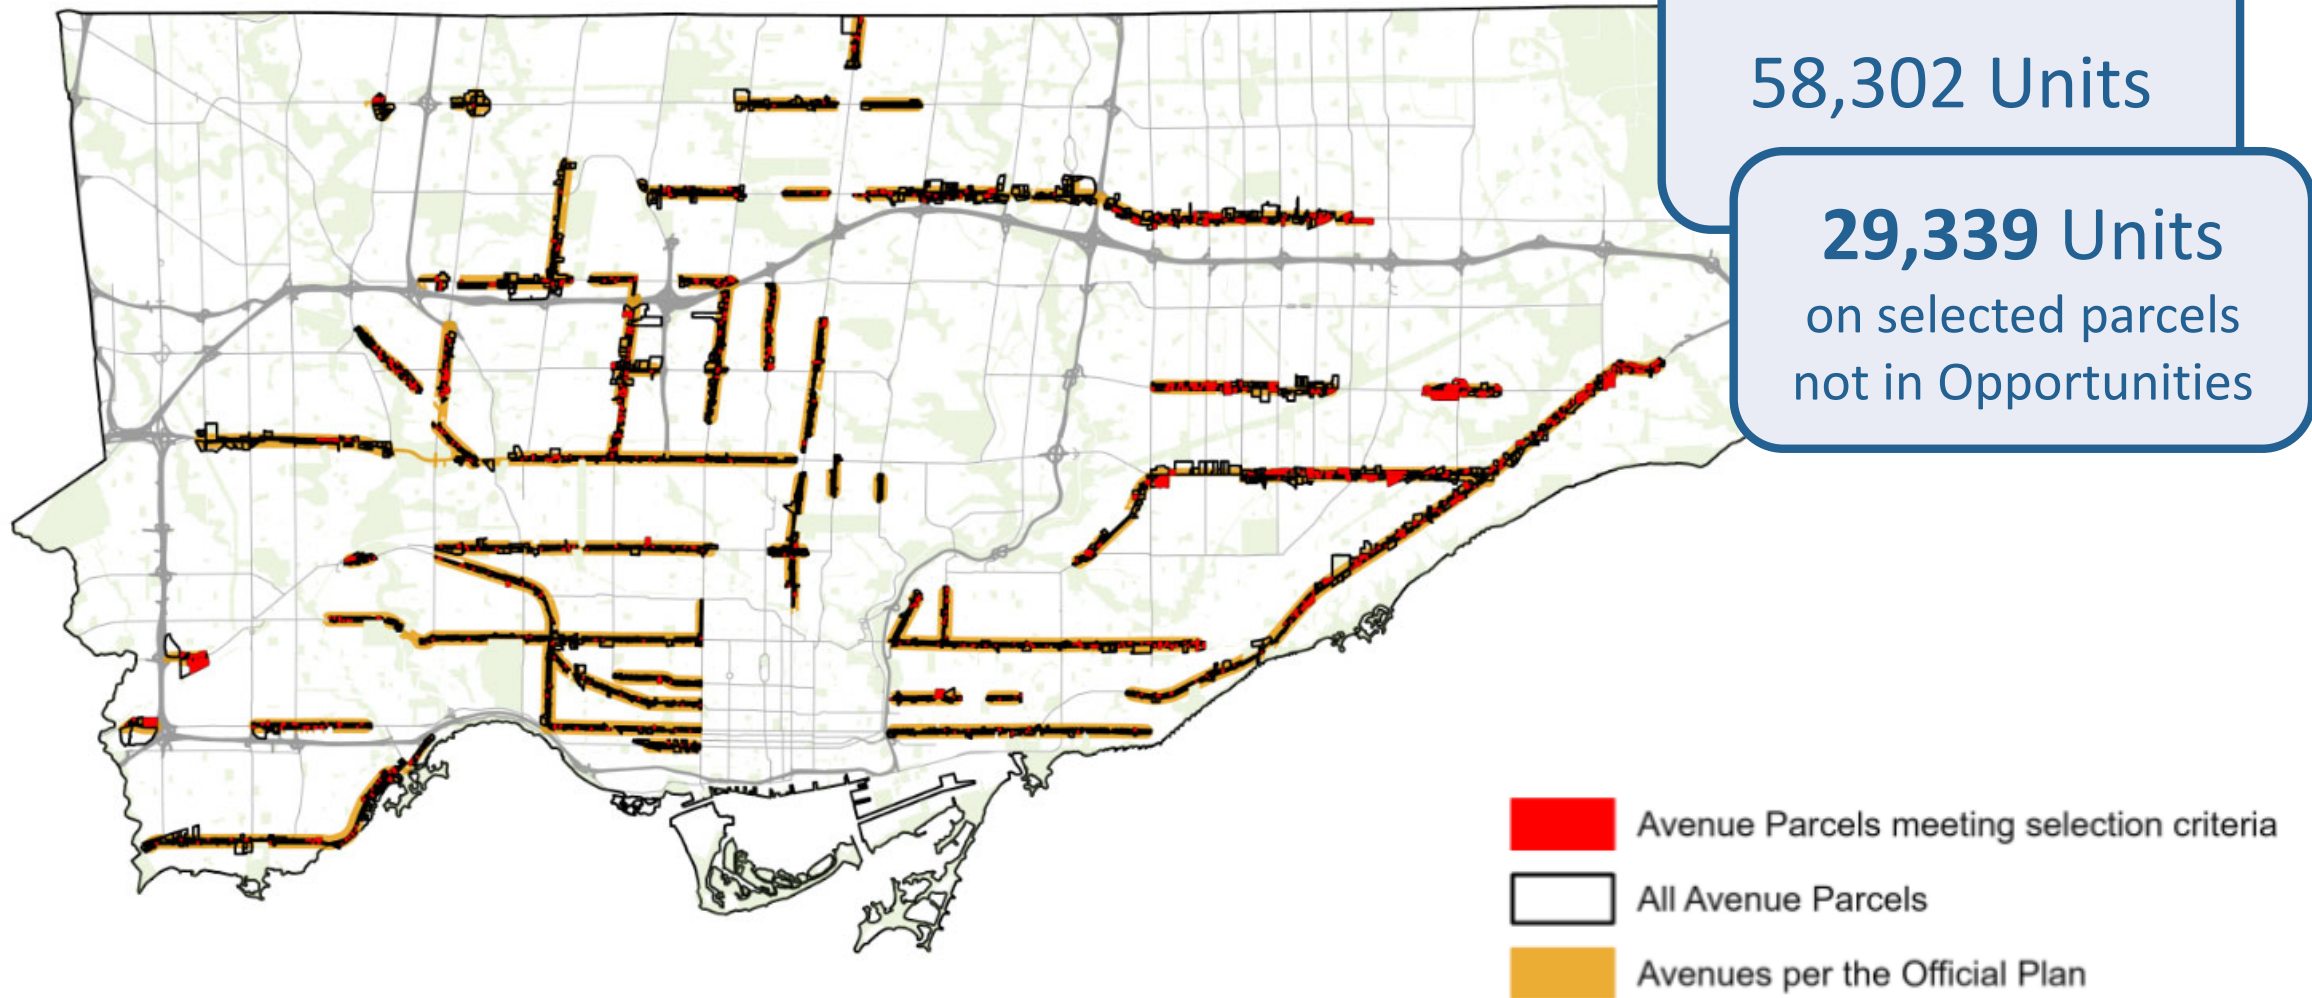 58,302 Units
29,339 Units
on selected parcels
not in Opportunities
Avenue Parcels meeting selection criteria
All Avenue Parcels
Avenues per the Official Plan